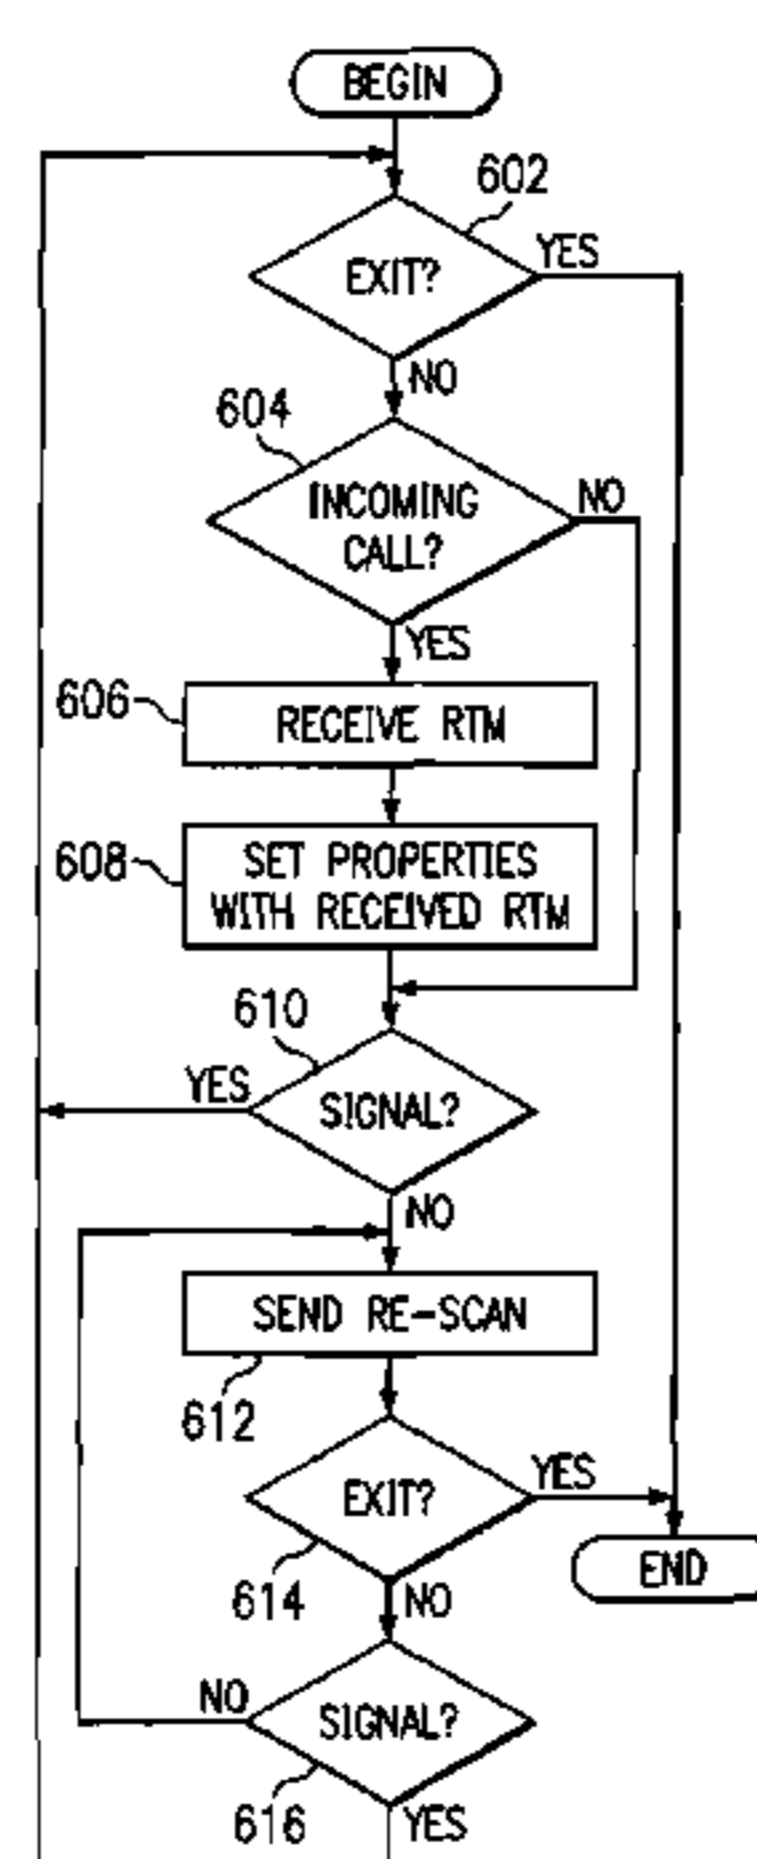 BEGIN
602
EXIT?
YES
NO
604
INCOMING
CALL?
NO
YES
606
RECEIVE RTM
608
SET PROPERTIES
WITH RECEIVED RTM
610
YES
SIGNAL?
NO
SEND RE-SCAN
612
EXIT?
YES
END
614
NO
NO
SIGNAL?
616
YES